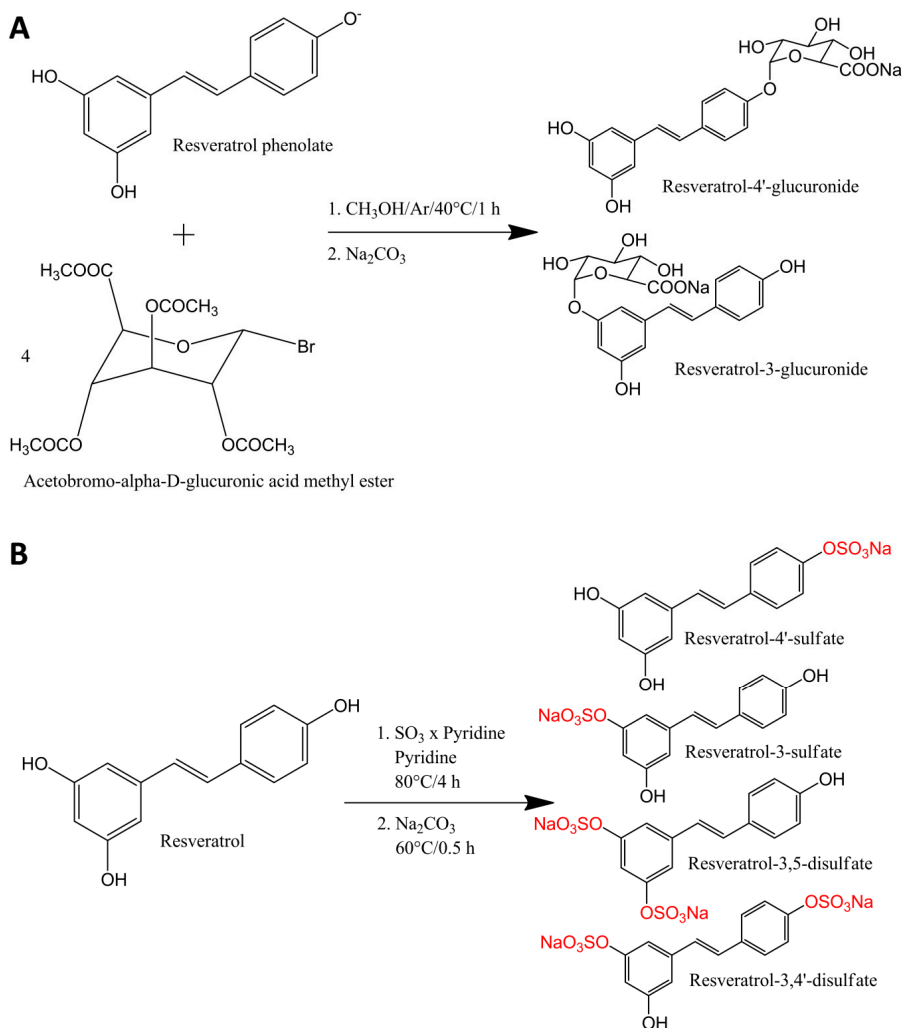 A
O-
HO
OH
Resveratrol phenolate
+
H3COOC
OCOCH3
O
Br
4
H3COCO
OCOCH3
Acetobromo-alpha-D-glucuronic acid methyl ester
1. CH3OH/Ar/40°C/1 h
2. Na2CO3
OH
HO
OH
O
COONa
O
HO
OH
Resveratrol-4'-glucuronide
OH
HO
OH
O
COONa
O
OH
OH
Resveratrol-3-glucuronide
B
OH
HO
OH
Resveratrol
1. SO3 x Pyridine
Pyridine
80°C/4 h
2. Na2CO3
60°C/0.5 h
OSO3Na
HO
OH
Resveratrol-4'-sulfate
OH
NaO3SO
OH
Resveratrol-3-sulfate
OH
NaO3SO
OSO3Na
Resveratrol-3,5-disulfate
OSO3Na
NaO3SO
OH
Resveratrol-3,4'-disulfate